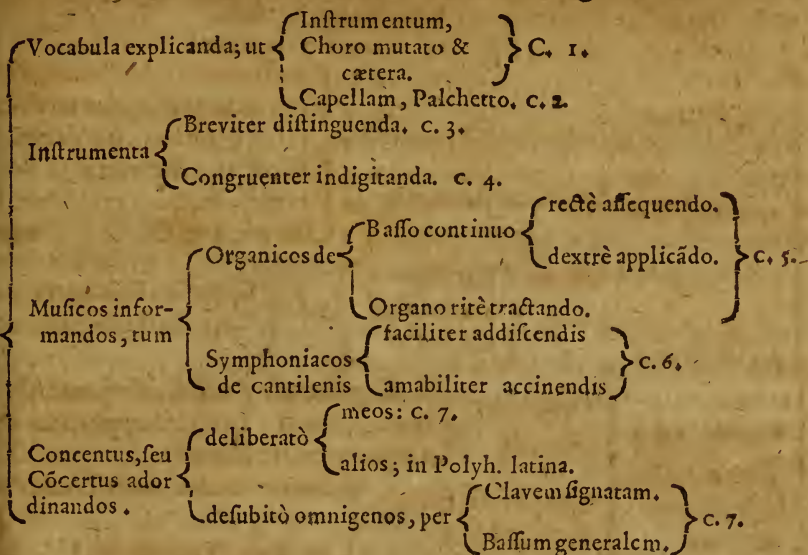 Inſtrumentum,
Vocabula explicanda; ut Choro mutato & C. 1.
cætera.
Capellam, Palchetto. c. 2.
Breviter diſtinguenda. c. 3.
Inſtrumenta
Congruenter indigitanda. c. 4.
rectè aſſequendo.
Baſſo continuo
Organicos de dextrè applicãdo. c. 5.
Muſicos infor- Organo ritè tractando.
mandos, tum faciliter addiſcendis
Symphoniacos c. 6.
de cantilenis amabiliter accinendis
meos: c. 7.
Concentus, ſeu deliberatò
Cõcertus ador alios; in Polyh. latina.
dinandos. Clavem ſignatam.
deſubitò omnigenos, per c. 7.
Baſſum generalem.